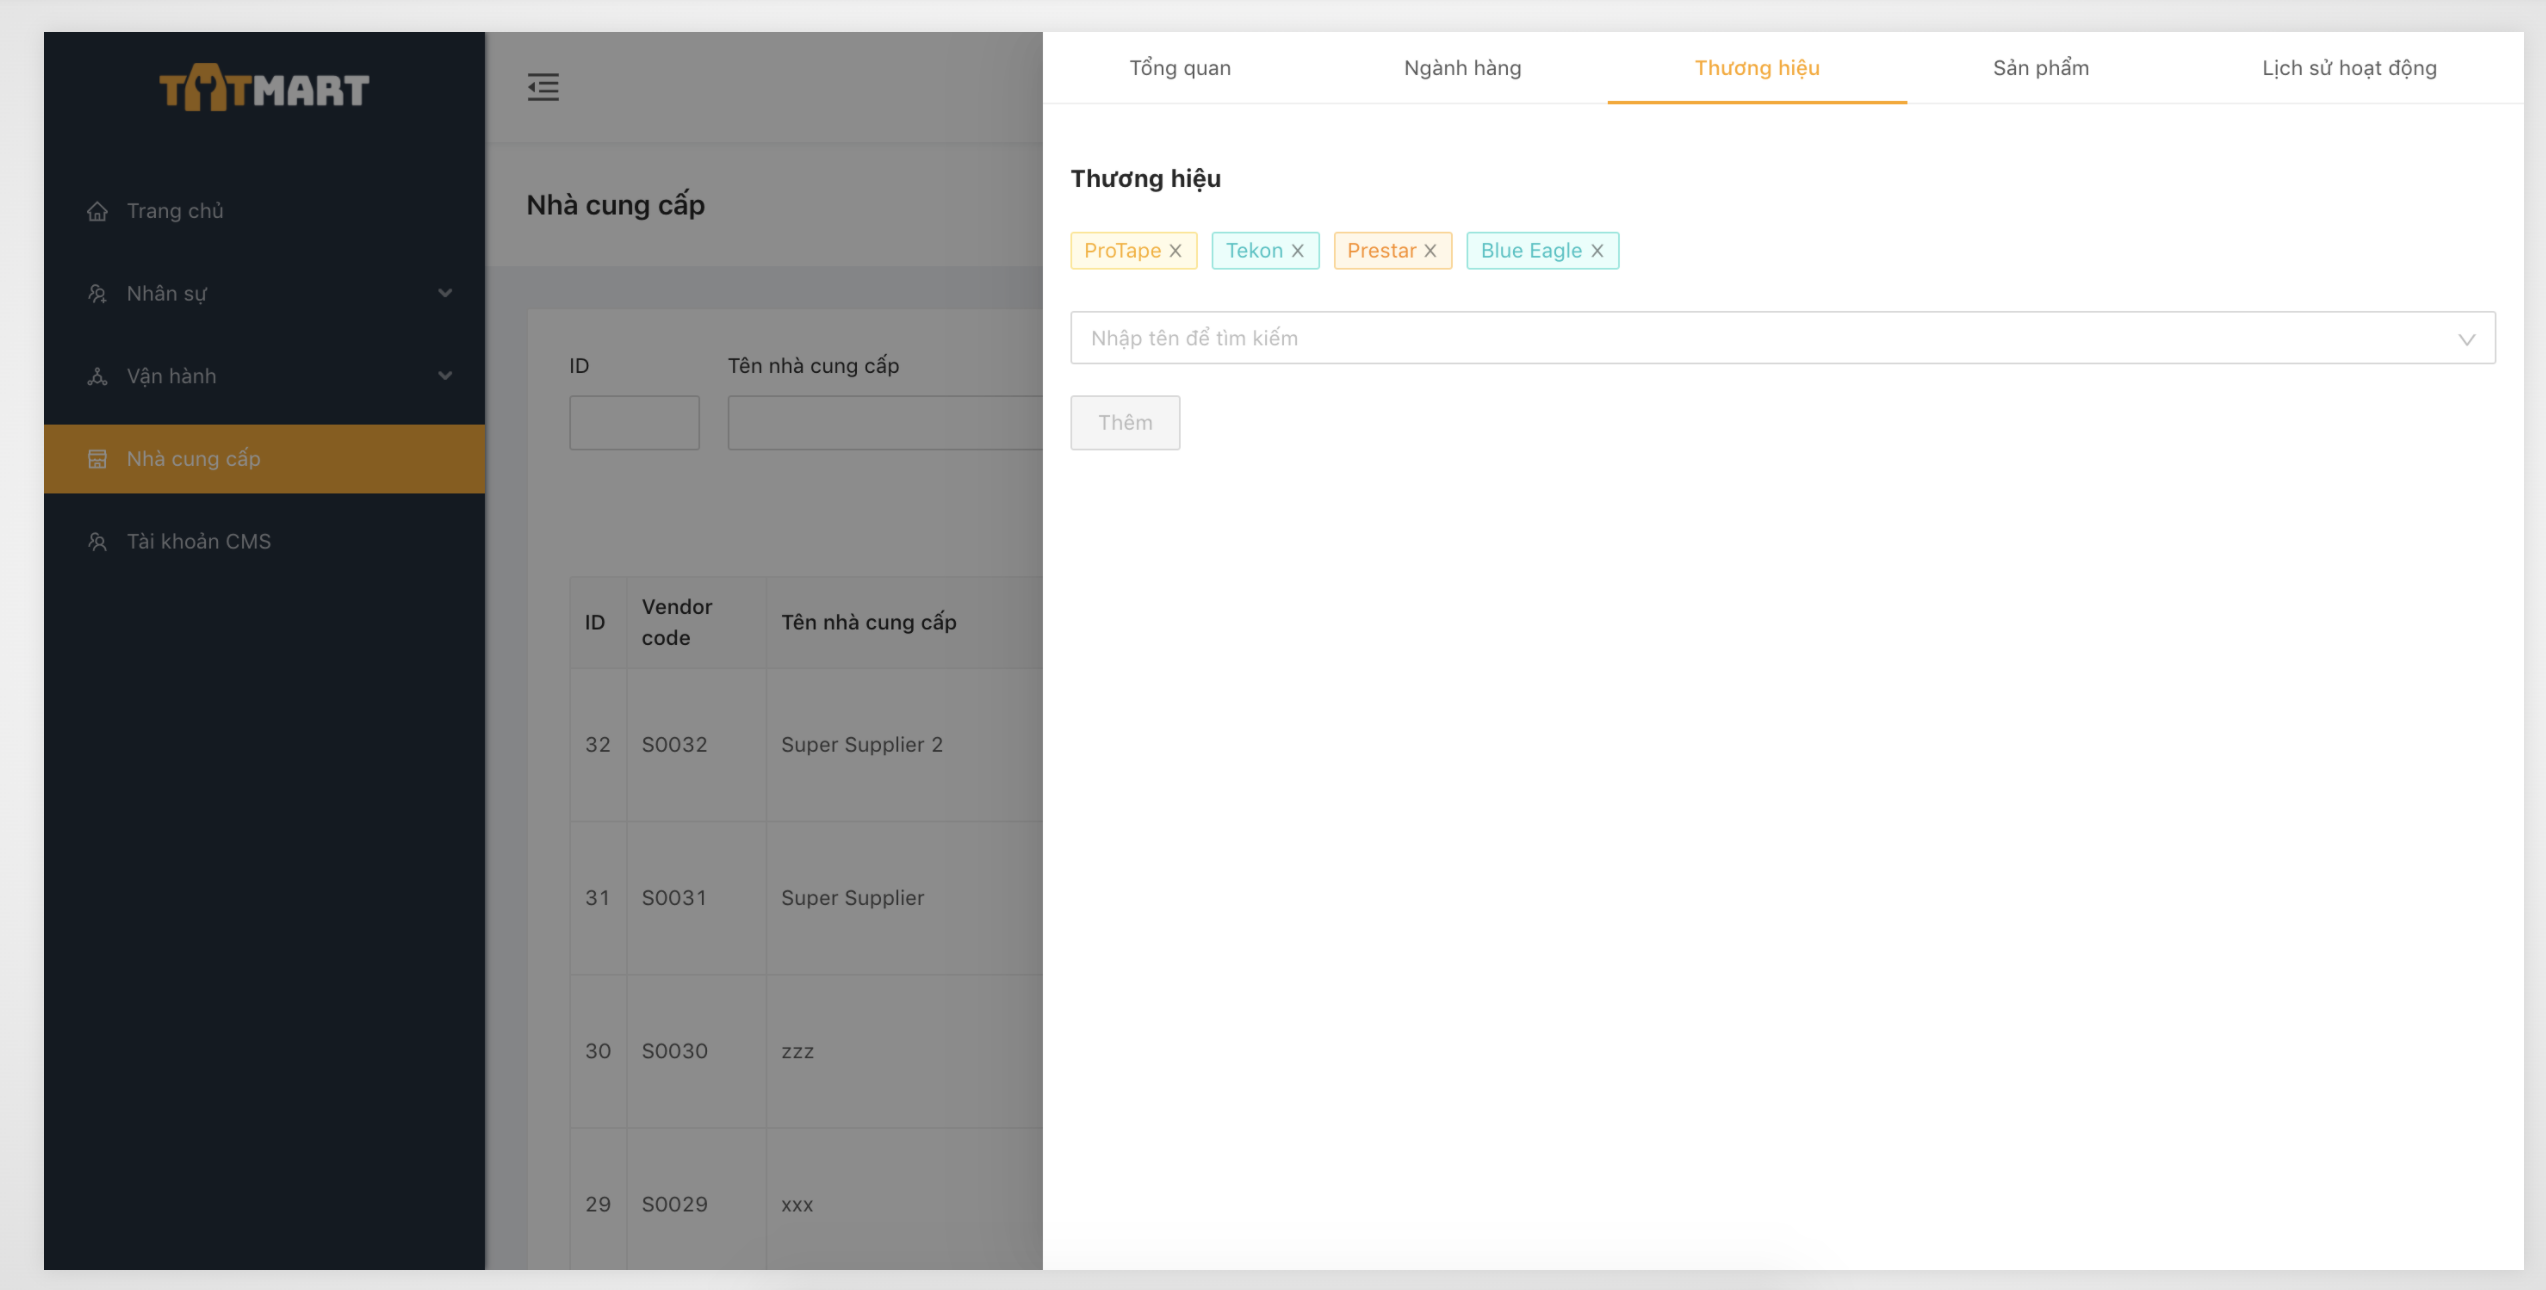 TATMART
Trang chủ
Nhân sự
Vận hành
Nhà cung cấp
Tài khoản CMS
Nhà cung cấp
ID
Tên nhà cung cấp
ID
Vendor code
Tên nhà cung cấp
32
S0032
Super Supplier 2
31
S0031
Super Supplier
30
S0030
zzz
29
S0029
xxx
Tổng quan
Ngành hàng
Thương hiệu
Sản phẩm
Lịch sử hoạt động
Thương hiệu
ProTape
Tekon
Prestar
Blue Eagle
Nhập tên để tìm kiếm
Thêm